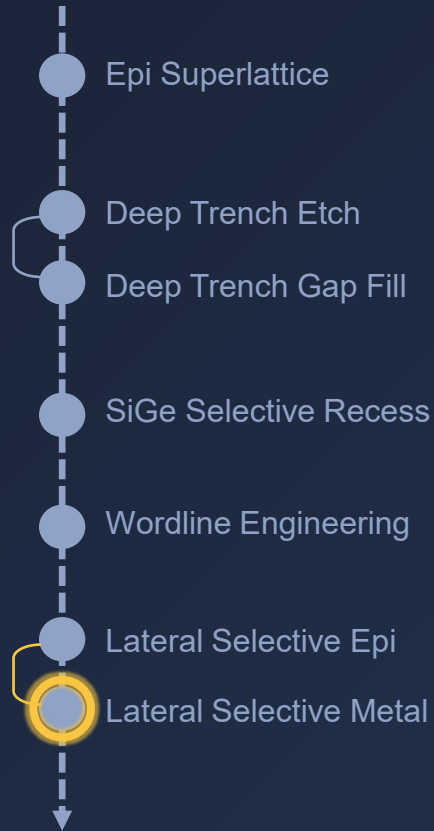 Epi Superlattice
Deep Trench Etch
Deep Trench Gap Fill
SiGe Selective Recess
Wordline Engineering
Lateral Selective Epi
Lateral Selective Metal